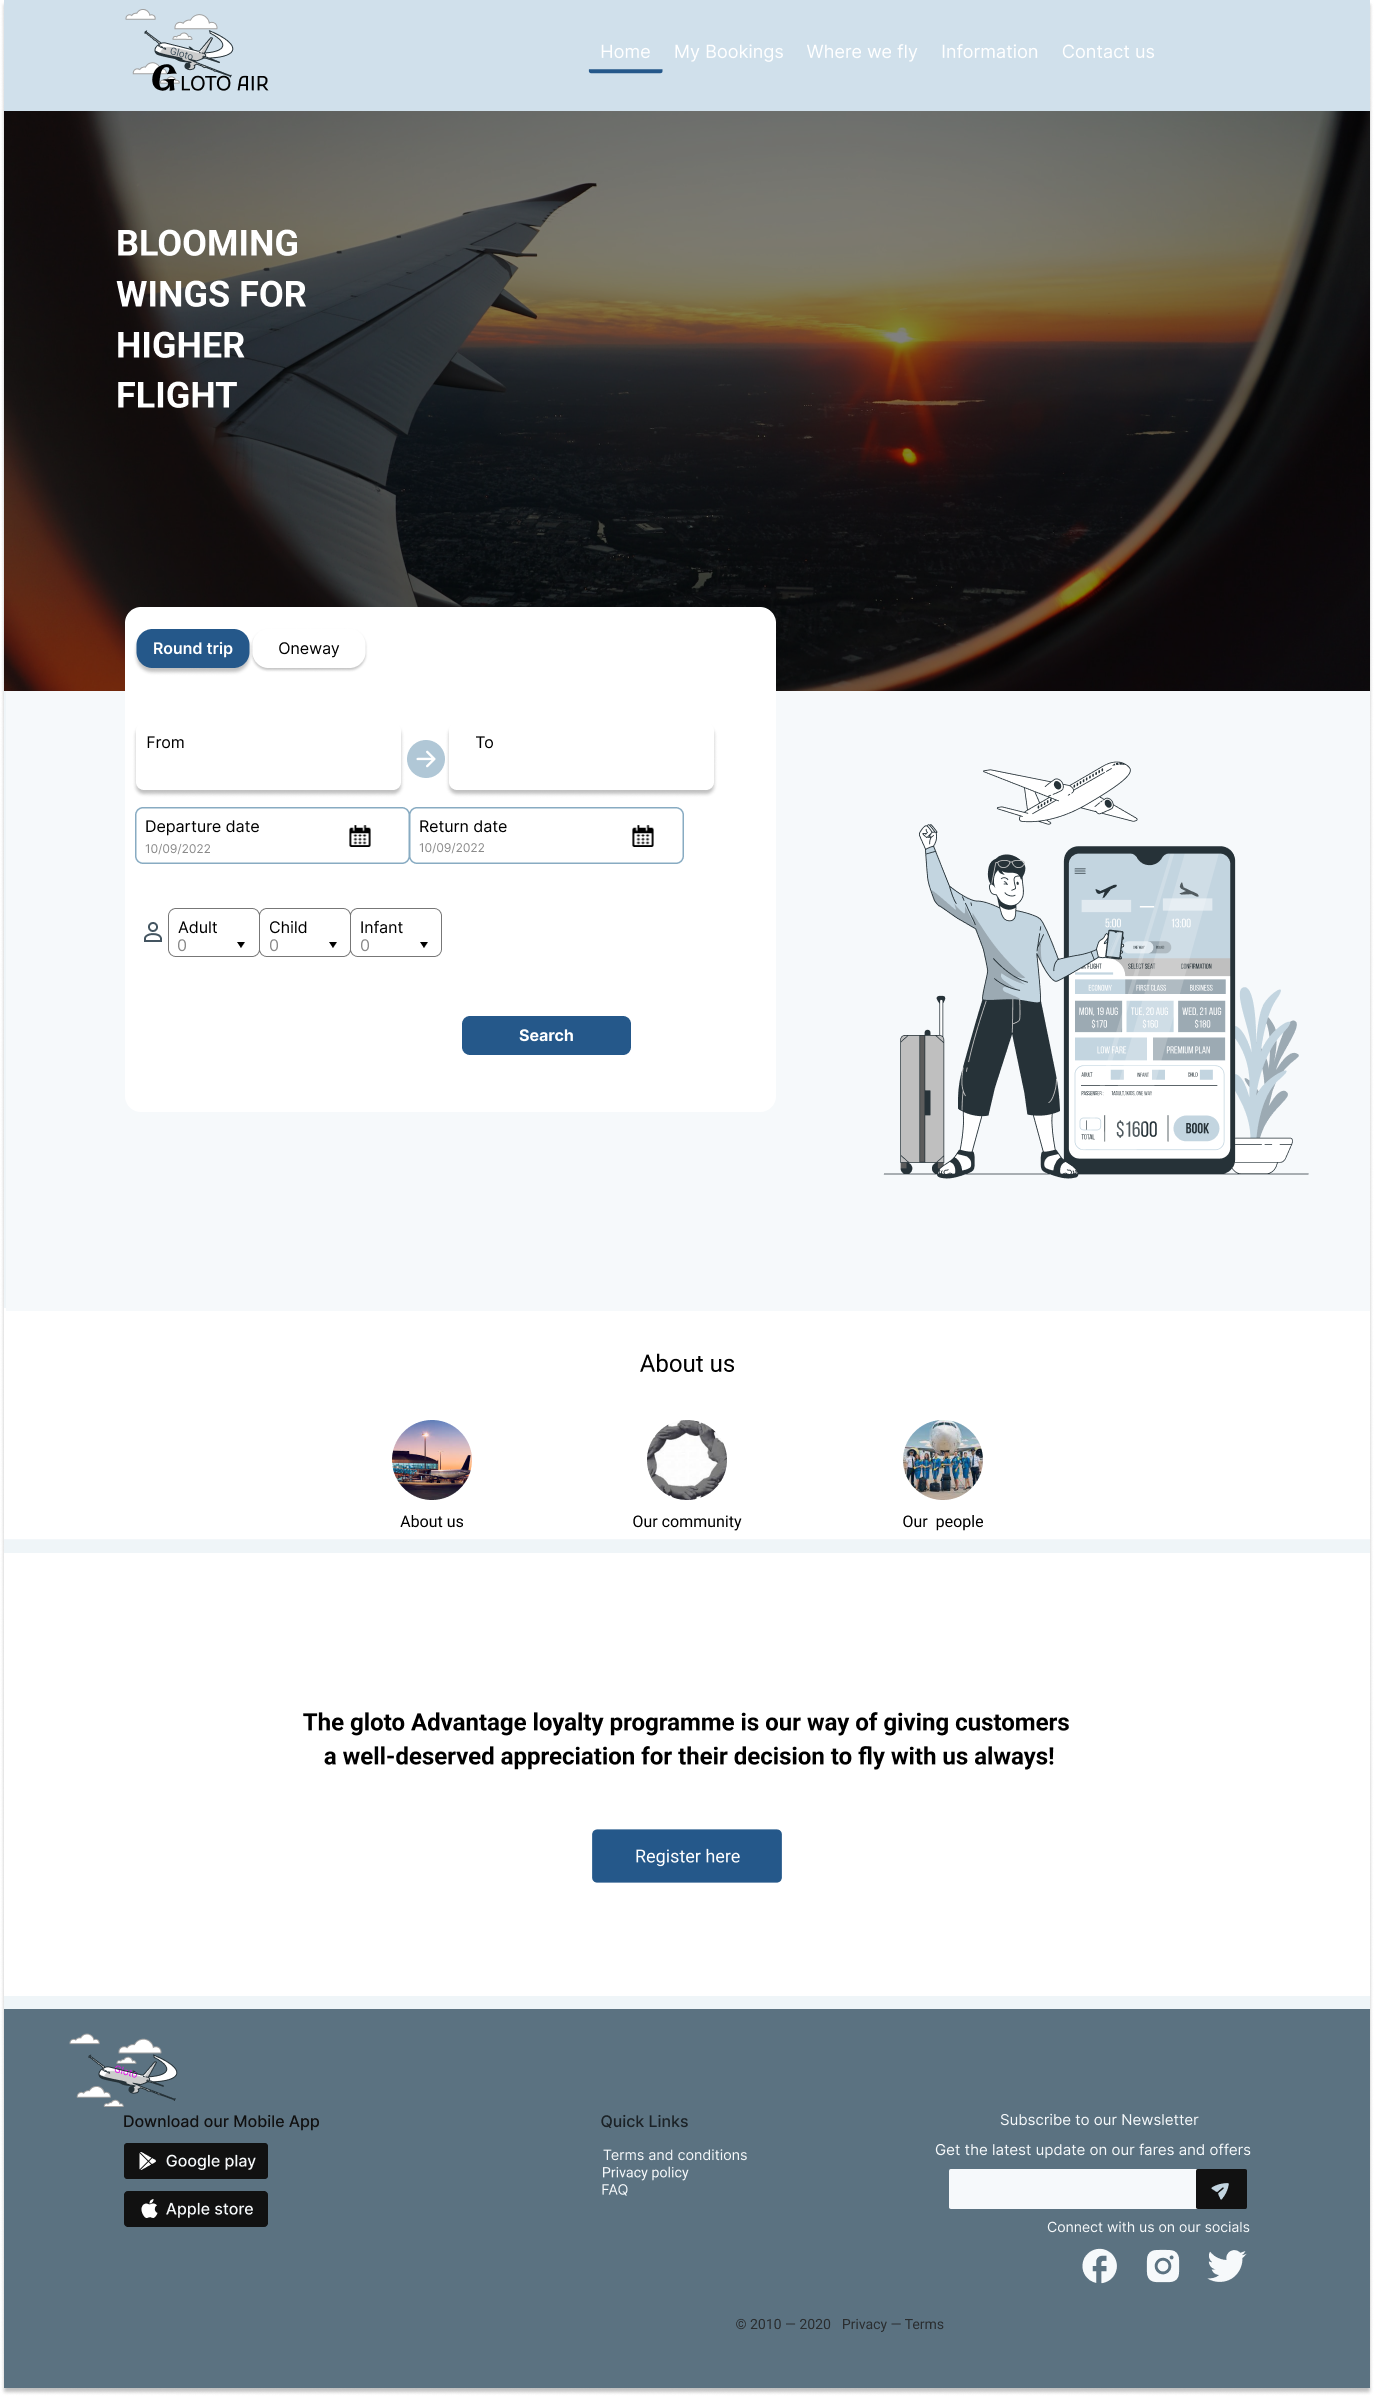 Gloto
GLOTO AIR
Home My Bookings Where we fly Information Contact us
BLOOMING
WINGS FOR
HIGHER
FLIGHT
Round trip Oneway
From To
Departure date Return date
10/09/2022 10/09/2022
Adult Child Infant
0 0 0
Search
5:00 13:00
FLIGHT SELECT SEAT CONFIRMATION
ECONOMY FIRST CLASS BUSINESS
MON, 19 AUG TUE, 20 AUG WED, 21 AUG
$170 $160 $180
LOW FARE PREMIUM PLAN
ADULT INFANT CHILD
TOTAL $1600 BOOK
About us
About us Our community Our  people
The gloto Advantage loyalty programme is our way of giving customers
a well-deserved appreciation for their decision to fly with us always!
Register here
Gloto
Download our Mobile App
Google play
Apple store
Quick Links
Terms and conditions
Privacy policy
FAQ
Subscribe to our Newsletter
Get the latest update on our fares and offers
Connect with us on our socials
© 2010 — 2020 Privacy — Terms